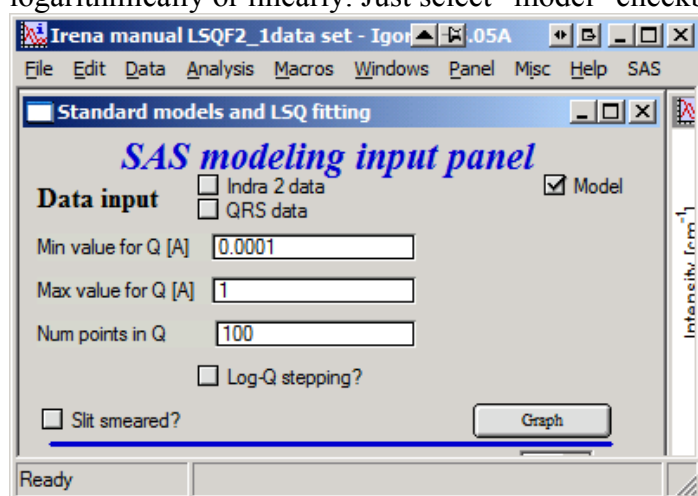 logarithmically or linearly. Just select "model"
Irena manual LSQF2_1data set - Igor .05A
File Edit Data Analysis Macros Windows Panel Misc Help SAS
Standard models and LSQ fitting
SAS modeling input panel
Data input
Indra 2 data
Model
QRS data
Min value for Q [A] 0.0001
Max value for Q [A] 1
Num points in Q 100
Log-Q stepping?
Slit smeared?
Graph
Intensity [cm-1]
Ready